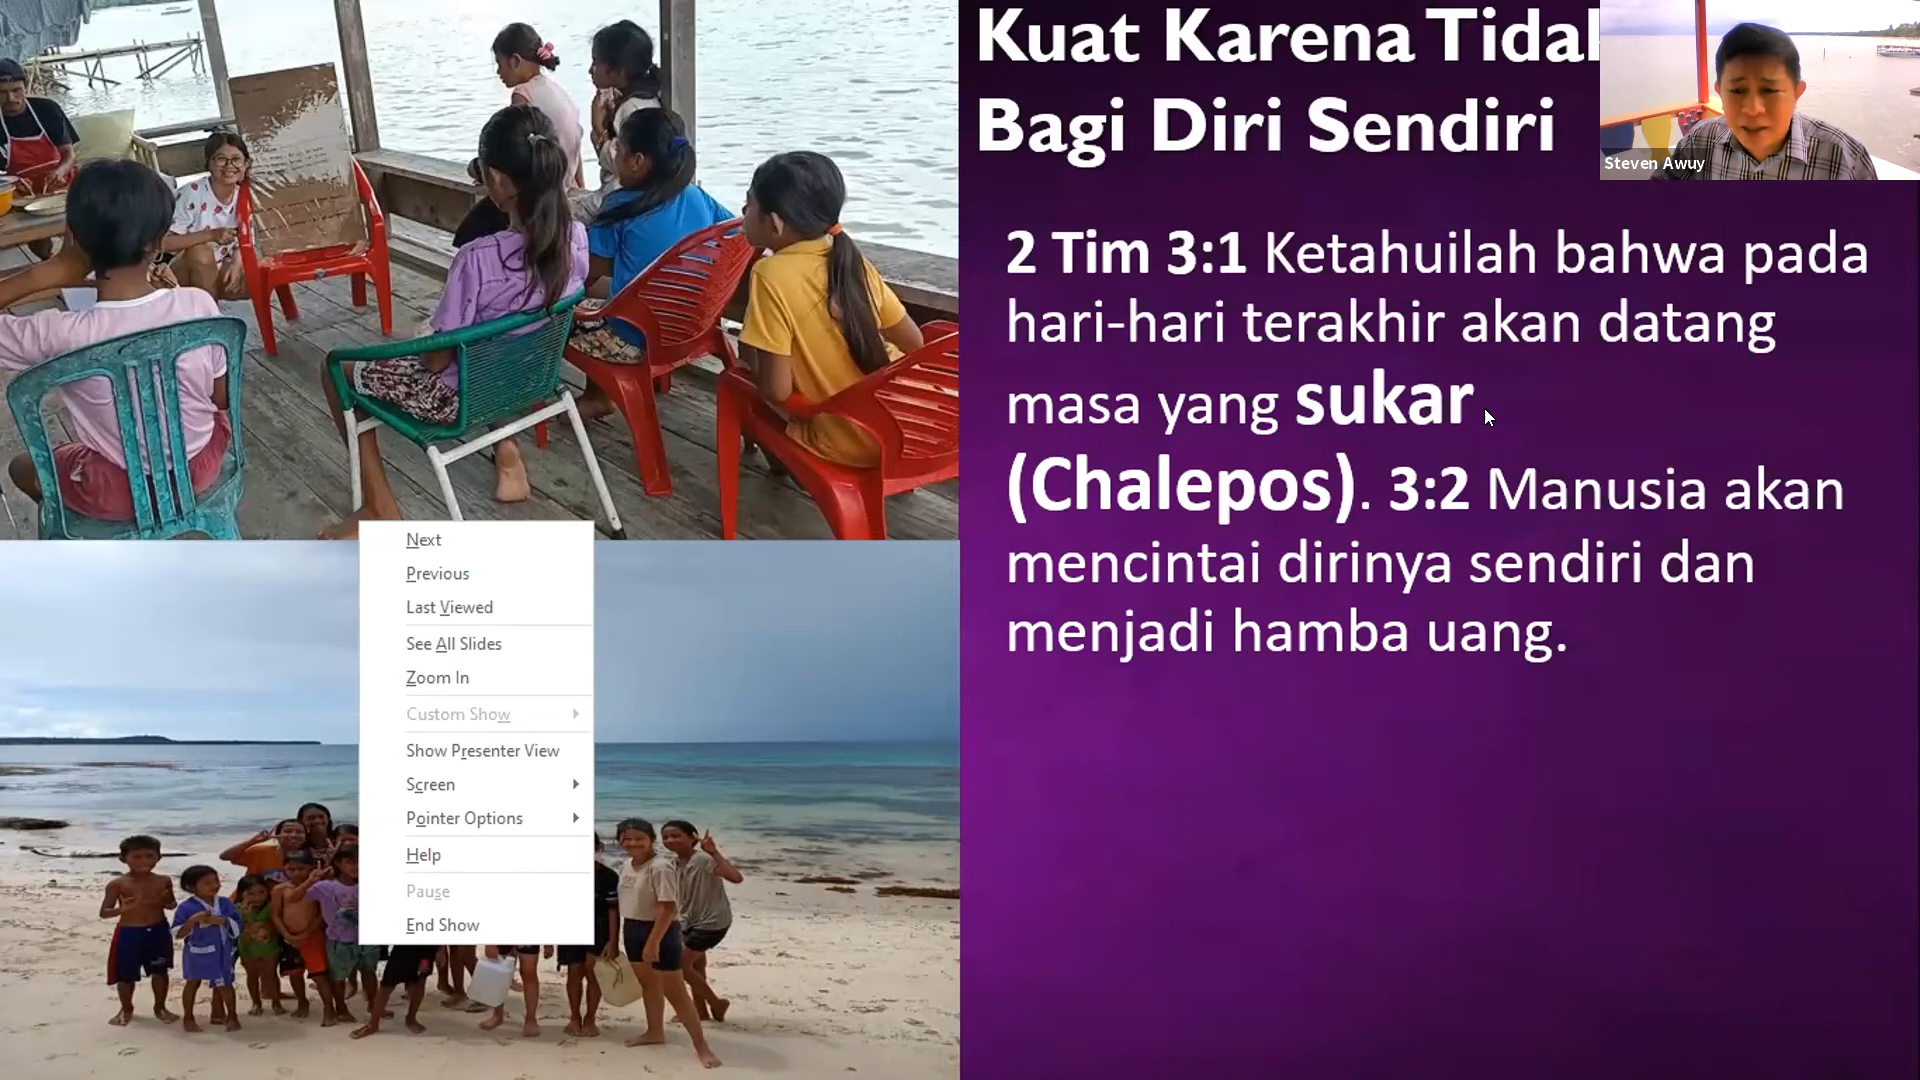 Kuat Karena Tidak
Bagi Diri Sendiri
Steven Awuy
2 Tim 3:1 Ketahuilah bahwa pada
hari-hari terakhir akan datang
masa yang sukar
(Chalepos). 3:2 Manusia akan
mencintai dirinya sendiri dan
menjadi hamba uang.
Next
Previous
Last Viewed
See All Slides
Zoom In
Custom Show
Show Presenter View
Screen
Pointer Options
Help
Pause
End Show